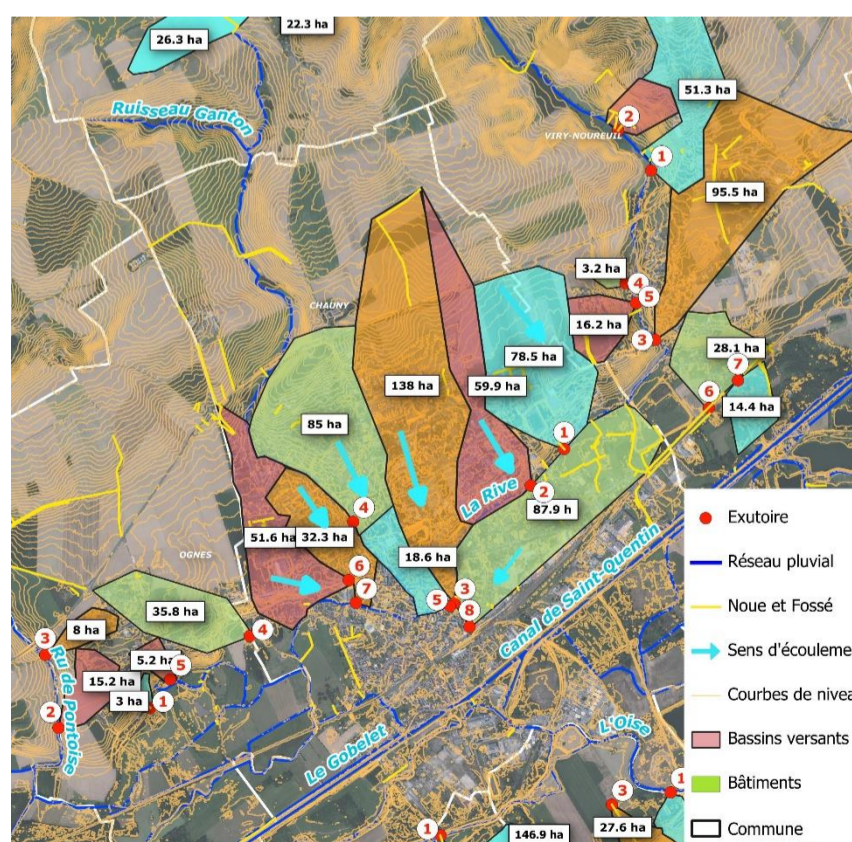 26.3 ha
22.3 ha
51.3 ha
Ruisseau Ganton
2
VIRY-NOUREUIL
1
95.5 ha
3.2 ha
4
5
CHAUNY
16.2 ha
3
78.5 ha
28.1 ha
138 ha
59.9 ha
7
6
14.4 ha
85 ha
1
La Rive
2
87.9 h
4
51.6 ha
32.3 ha
18.6 ha
OGNES
6
7
5
3
8
Canal de Saint-Quentin
35.8 ha
8 ha
4
3
5.2 ha
5
15.2 ha
3 ha
1
2
Ru de Pontoise
Le Gobelet
L'Oise
1
3
27.6 ha
1
146.9 ha
Exutoire
Réseau pluvial
Noue et Fossé
Sens d'écouleme
Courbes de nivea
Bassins versants
Bâtiments
Commune